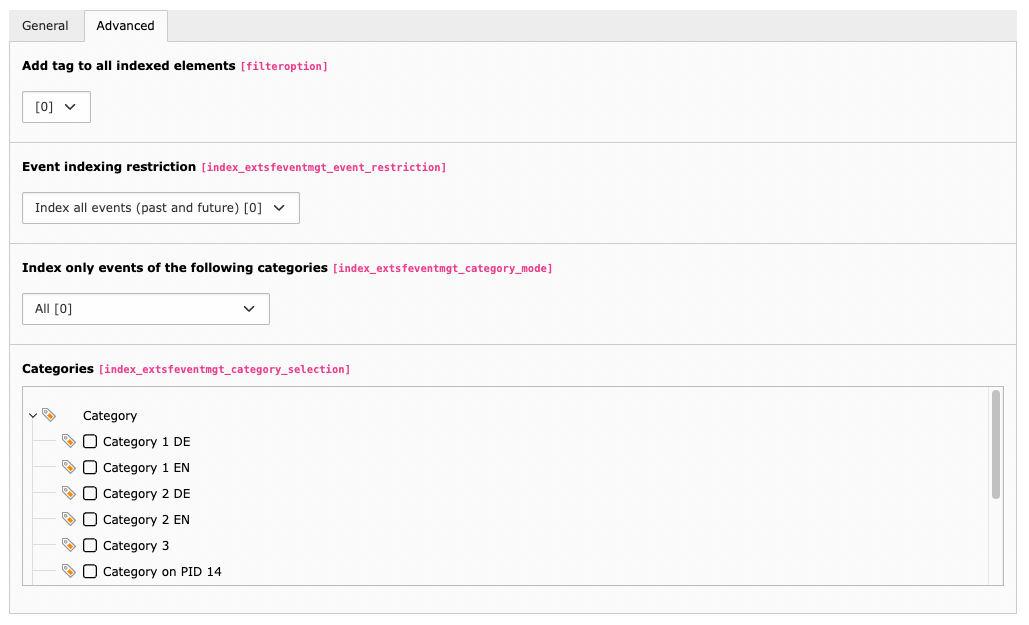 General Advanced
Add tag to all indexed elements [filteroption]
[0]
Event indexing restriction [index_extsfeventmgt_event_restriction]
Index all events (past and future) [0]
Index only events of the following categories [index_extsfeventmgt_category_mode]
All [0]
Categories [index_extsfeventmgt_category_selection]
Category
Category 1 DE
Category 1 EN
Category 2 DE
Category 2 EN
Category 3
Category on PID 14